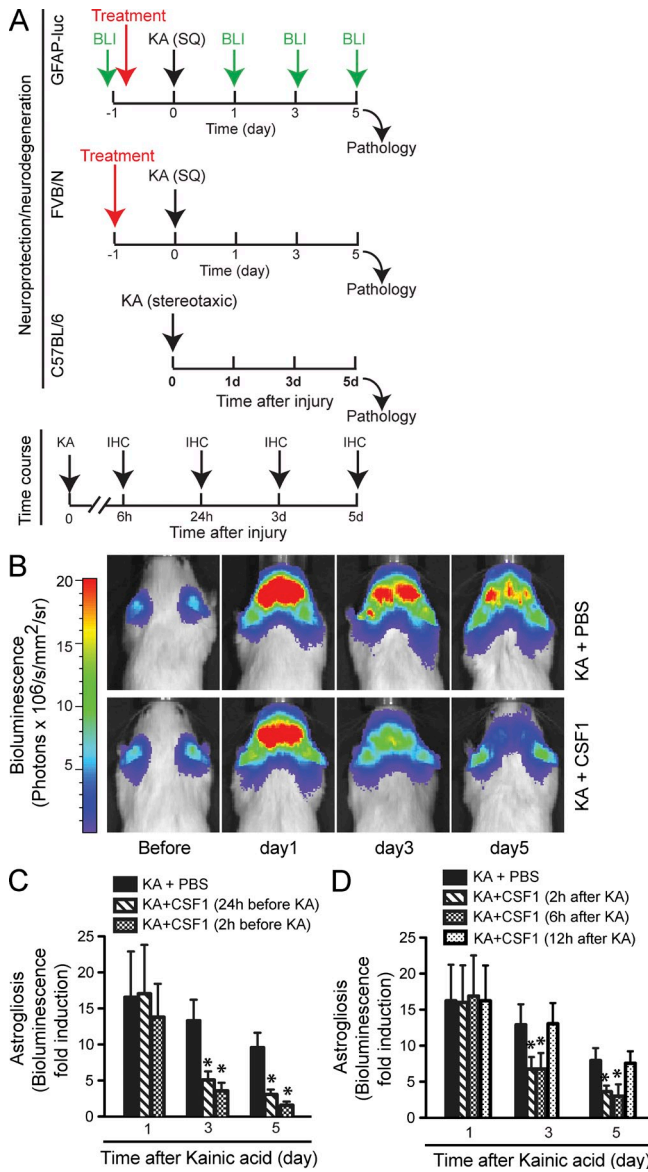 A
Neuroprotection/neurodegeneration
GFAP-luc
Treatment
BLI
KA (SQ)
BLI
BLI
BLI
-1
0
1
3
5
Time (day)
Pathology
FVB/N
Treatment
KA (SQ)
-1
0
1
3
5
Time (day)
Pathology
C57BL/6
KA (stereotaxic)
0
1d
3d
5d
Time after injury
Pathology
Time course
KA
IHC
IHC
IHC
IHC
0
6h
24h
3d
5d
Time after injury
B
Bioluminescence
(Photons x 10⁶/s/mm²/sr)
20
15
10
5
KA + PBS
KA + CSF1
Before
day1
day3
day5
C
KA + PBS
KA+CSF1 (24h before KA)
KA+CSF1 (2h before KA)
Astrogliosis
(Bioluminescence
fold induction)
25
20
15
10
5
0
* *
* *
1
3
5
Time after Kainic acid (day)
D
KA + PBS
KA+CSF1 (2h after KA)
KA+CSF1 (6h after KA)
KA+CSF1 (12h after KA)
Astrogliosis
(Bioluminescence
fold induction)
25
20
15
10
5
0
* *
* *
1
3
5
Time after Kainic acid (day)